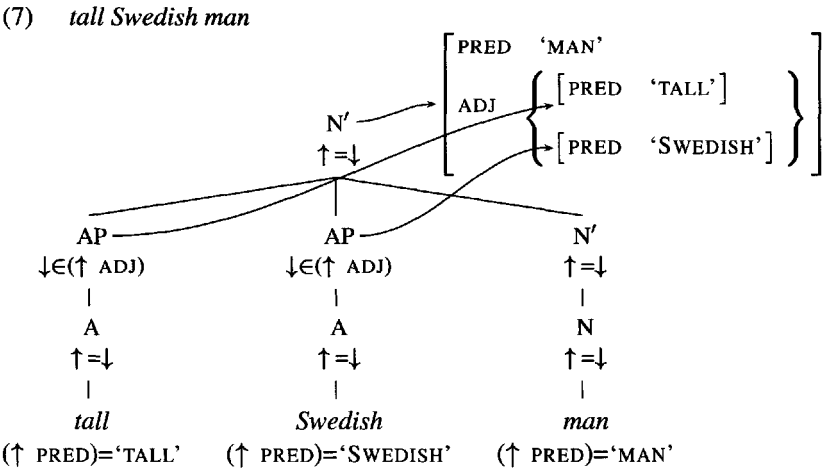 (7) tall Swedish man
PRED ‘MAN’
ADJ
[PRED ‘TALL’]
[PRED ‘SWEDISH’]
N′
↑=↓
AP AP N′
↓∈(↑ ADJ) ↓∈(↑ ADJ) ↑=↓
A A N
↑=↓ ↑=↓ ↑=↓
tall Swedish man
(↑ PRED)=‘TALL’ (↑ PRED)=‘SWEDISH’ (↑ PRED)=‘MAN’